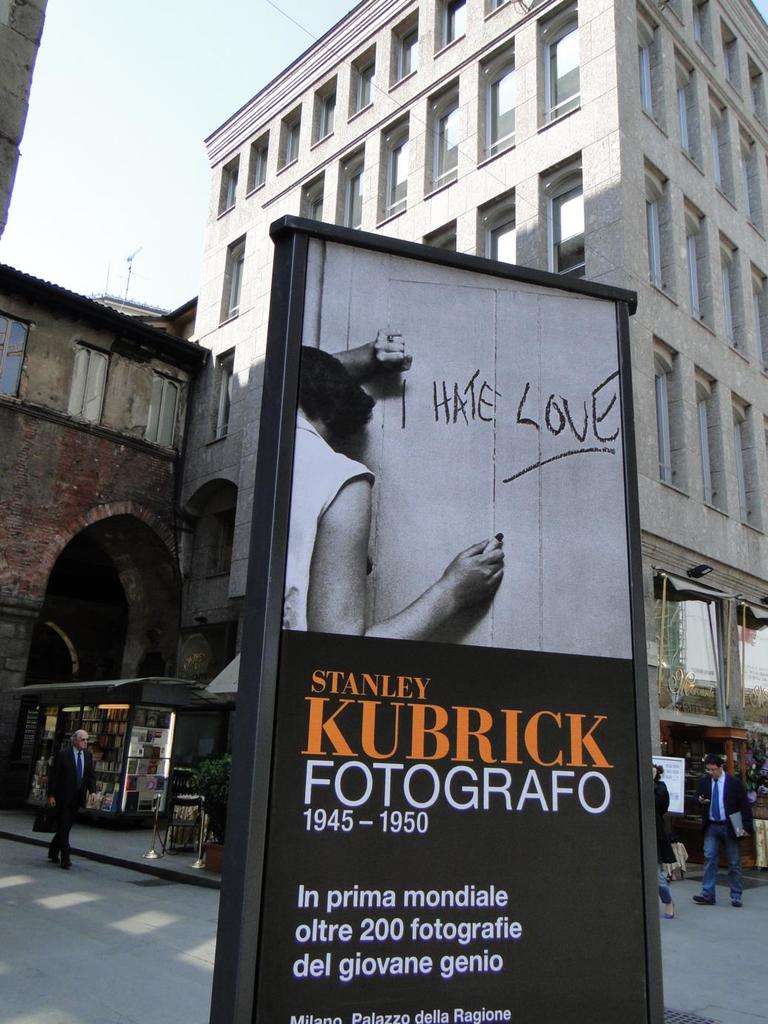 I HATE LOVE
STANLEY
KUBRICK
FOTOGRAFO
1945 – 1950
In prima mondiale
oltre 200 fotografie
del giovane genio
Milano, Palazzo della Ragione